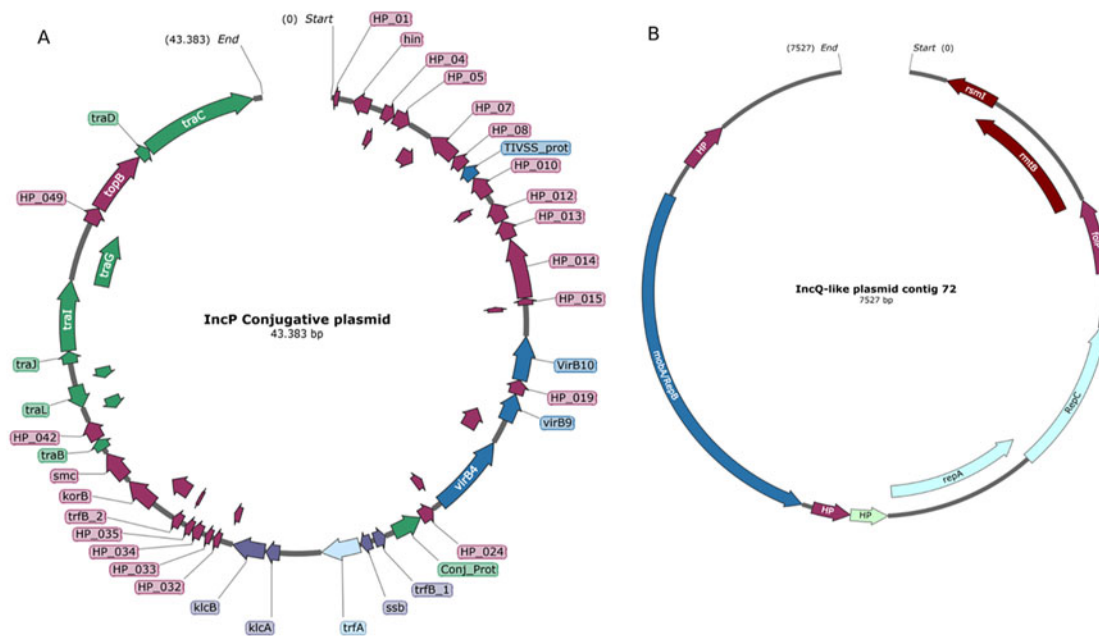 A
(43.383) End
(0) Start
HP_01
hin
HP_04
HP_05
HP_07
HP_08
TIVSS_prot
HP_010
HP_012
HP_013
HP_014
HP_015
VirB10
HP_019
virB9
virB4
HP_024
Conj_Prot
trfB_1
ssb
trfA
klcA
klcB
HP_032
HP_033
HP_034
HP_035
trfB_2
korB
smc
traB
HP_042
traL
traJ
traI
traG
HP_049
topB
traD
traC
IncP Conjugative plasmid
43.383 bp
B
(7527) End
Start (0)
rsmI
rmtB
RepC
repA
HP
HP
mobA/RepB
HP
IncQ-like plasmid contig 72
7527 bp